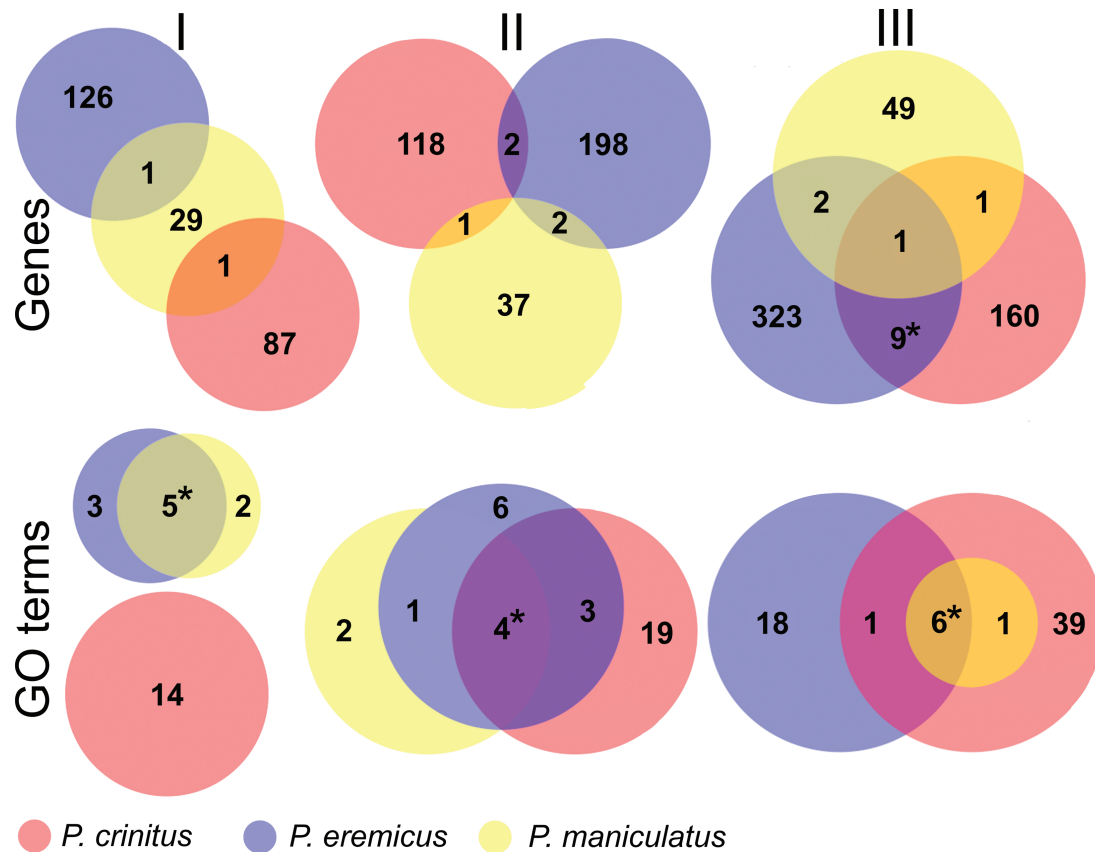 I II III
Genes
126
1
29
1
87
118 2 198
1 2
37
49
2 1
1
323 9* 160
GO terms
3 5* 2
14
6
2 1 4* 3 19
18 1 6* 1 39
P. crinitus P. eremicus P. maniculatus